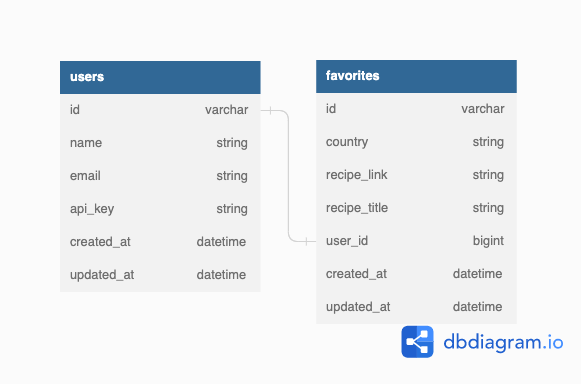 users
id varchar
name string
email string
api_key string
created_at datetime
updated_at datetime
favorites
id varchar
country string
recipe_link string
recipe_title string
user_id bigint
created_at datetime
updated_at datetime
dbdiagram.io